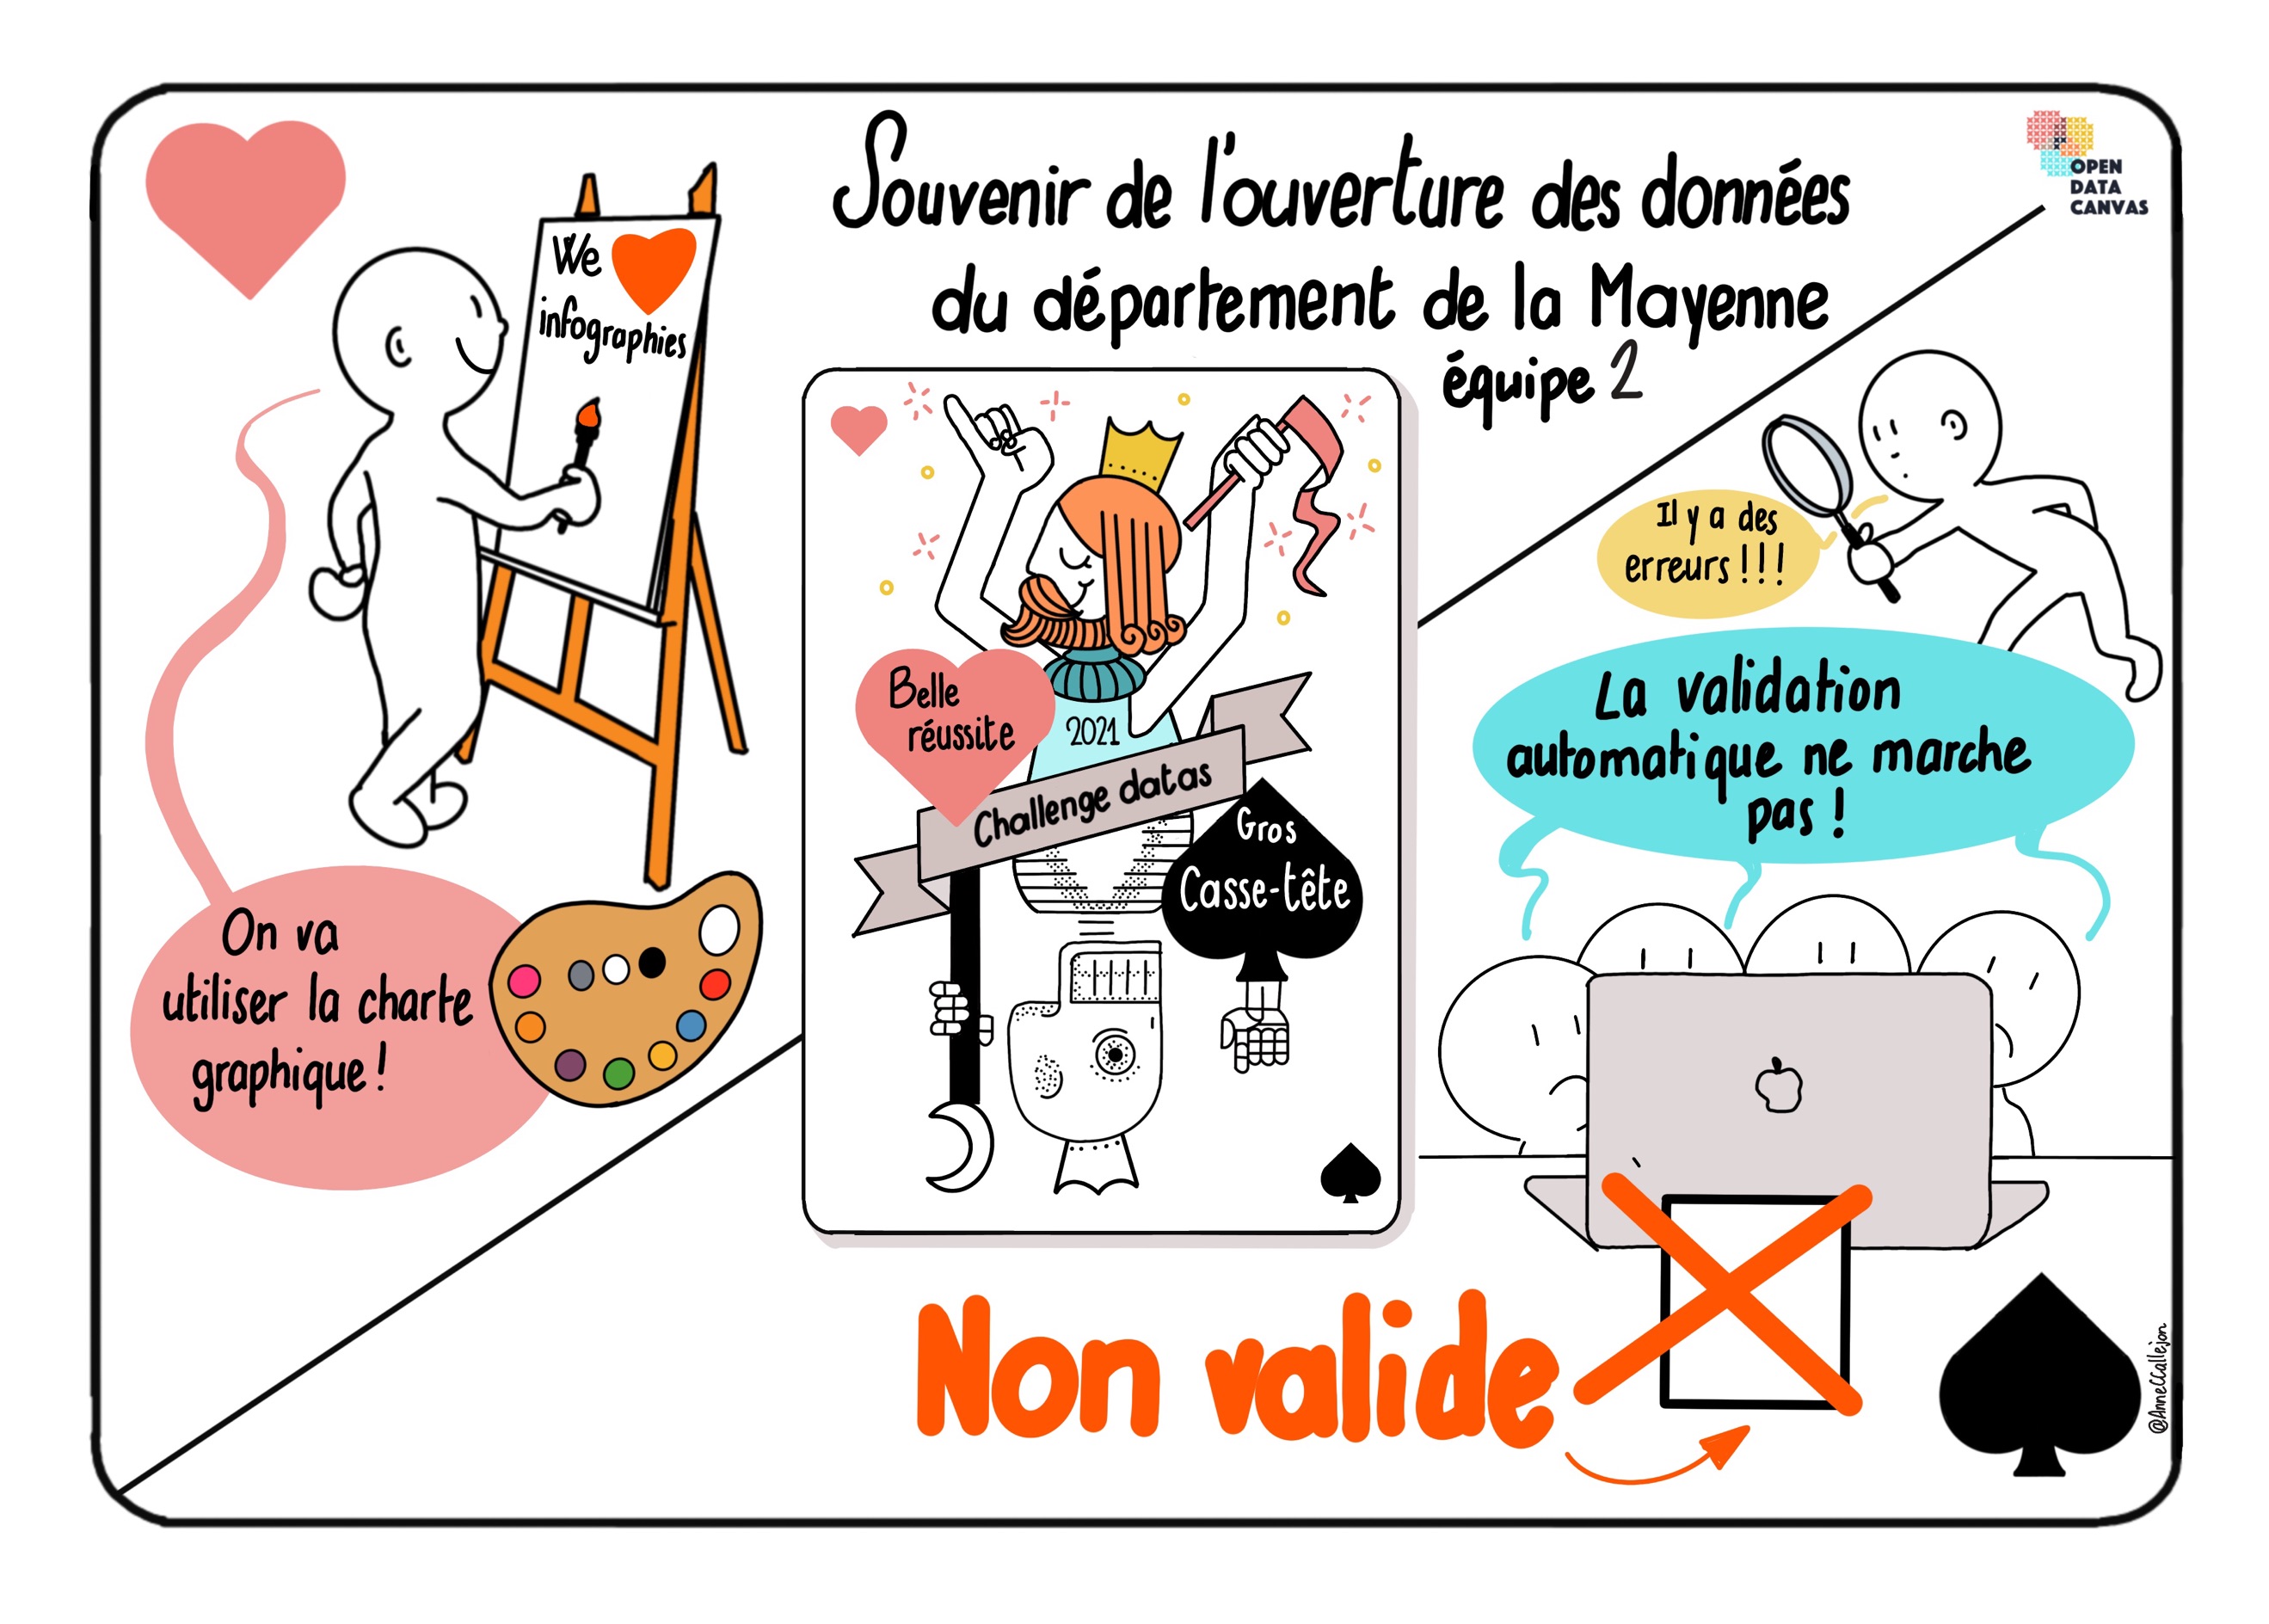 Souvenir de l'ouverture des données
du département de la Mayenne
équipe 2
OPEN
DATA
CANVAS
We
infographies
On va
utiliser la charte
graphique !
Belle
réussite
2021
Challenge datas
Gros
Casse-tête
Il y a des
erreurs !!!
La validation
automatique ne marche
pas !
Non valide
@AnneCCallejon